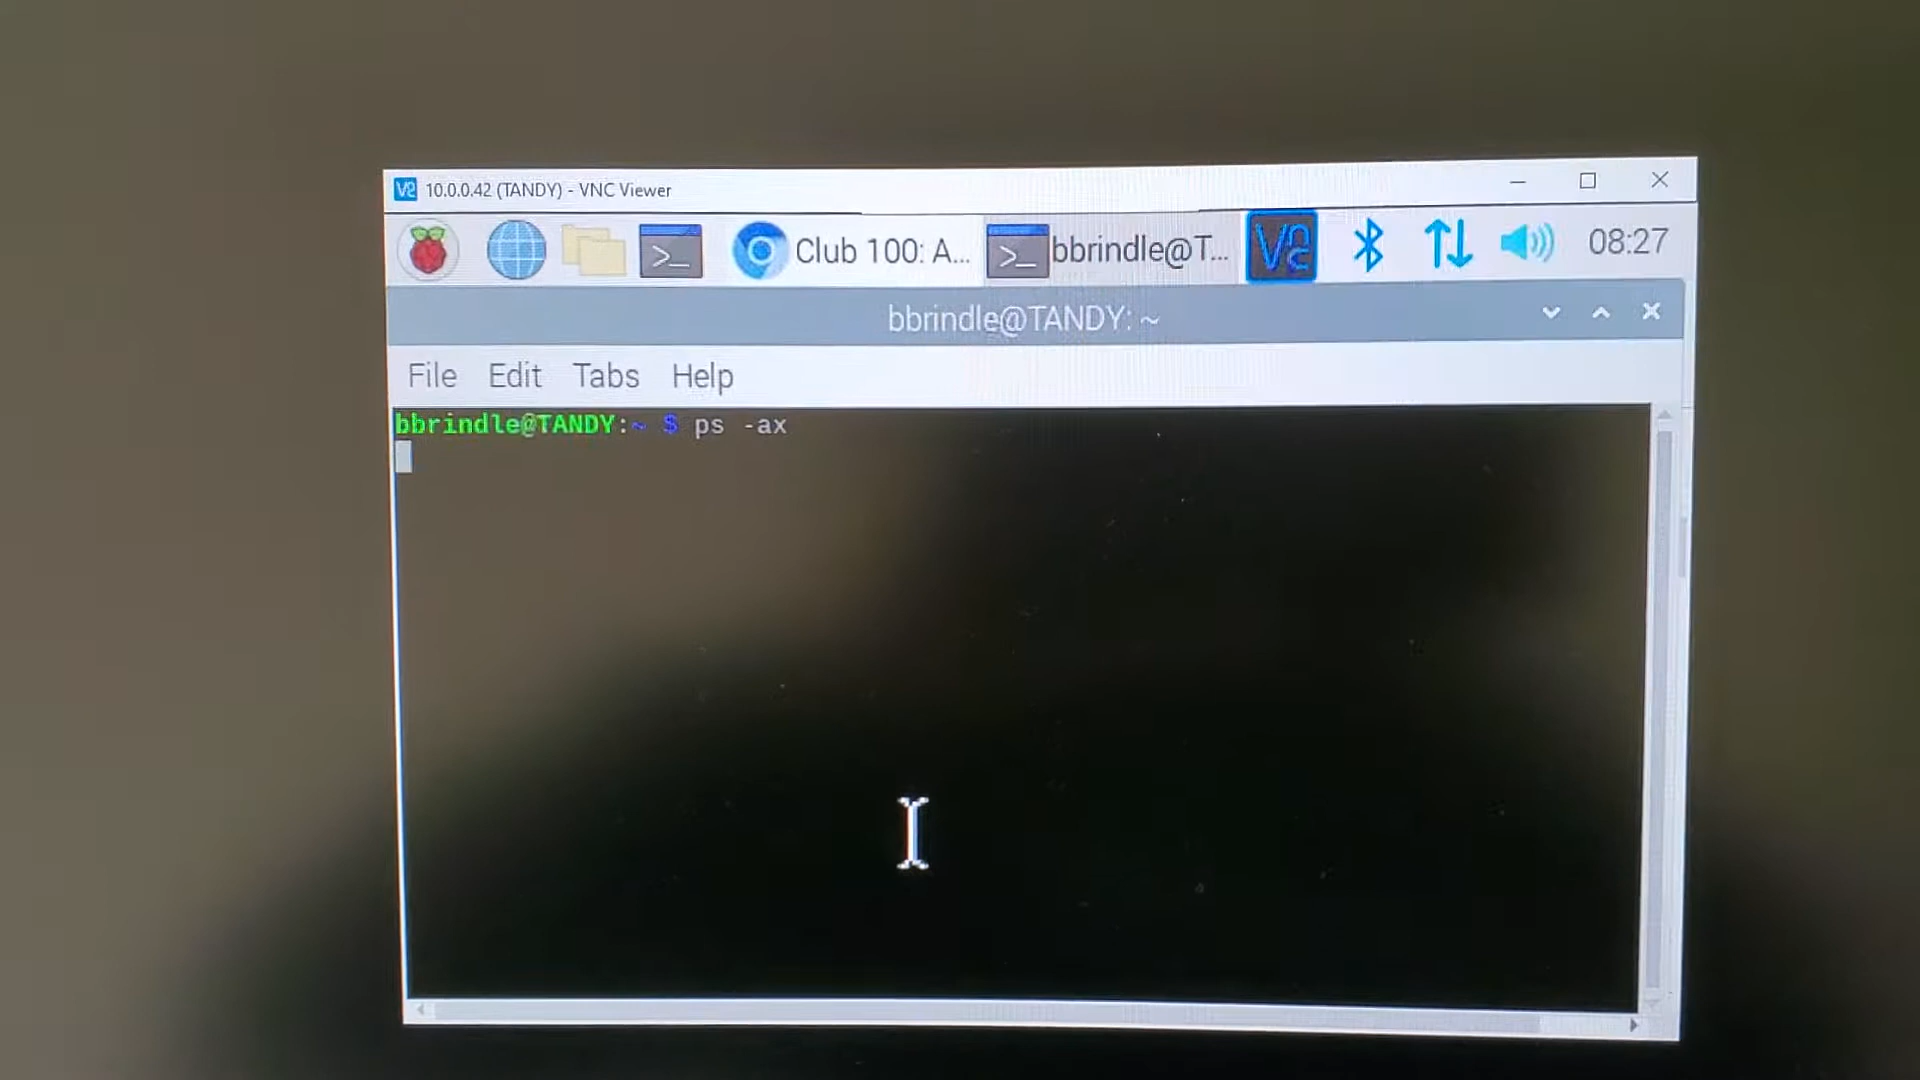 10.0.0.42 (TANDY) - VNC Viewer
Club 100: A... bbrindle@T... 08:27
bbrindle@TANDY: ~
File Edit Tabs Help
bbrindle@TANDY:~ $ ps -ax